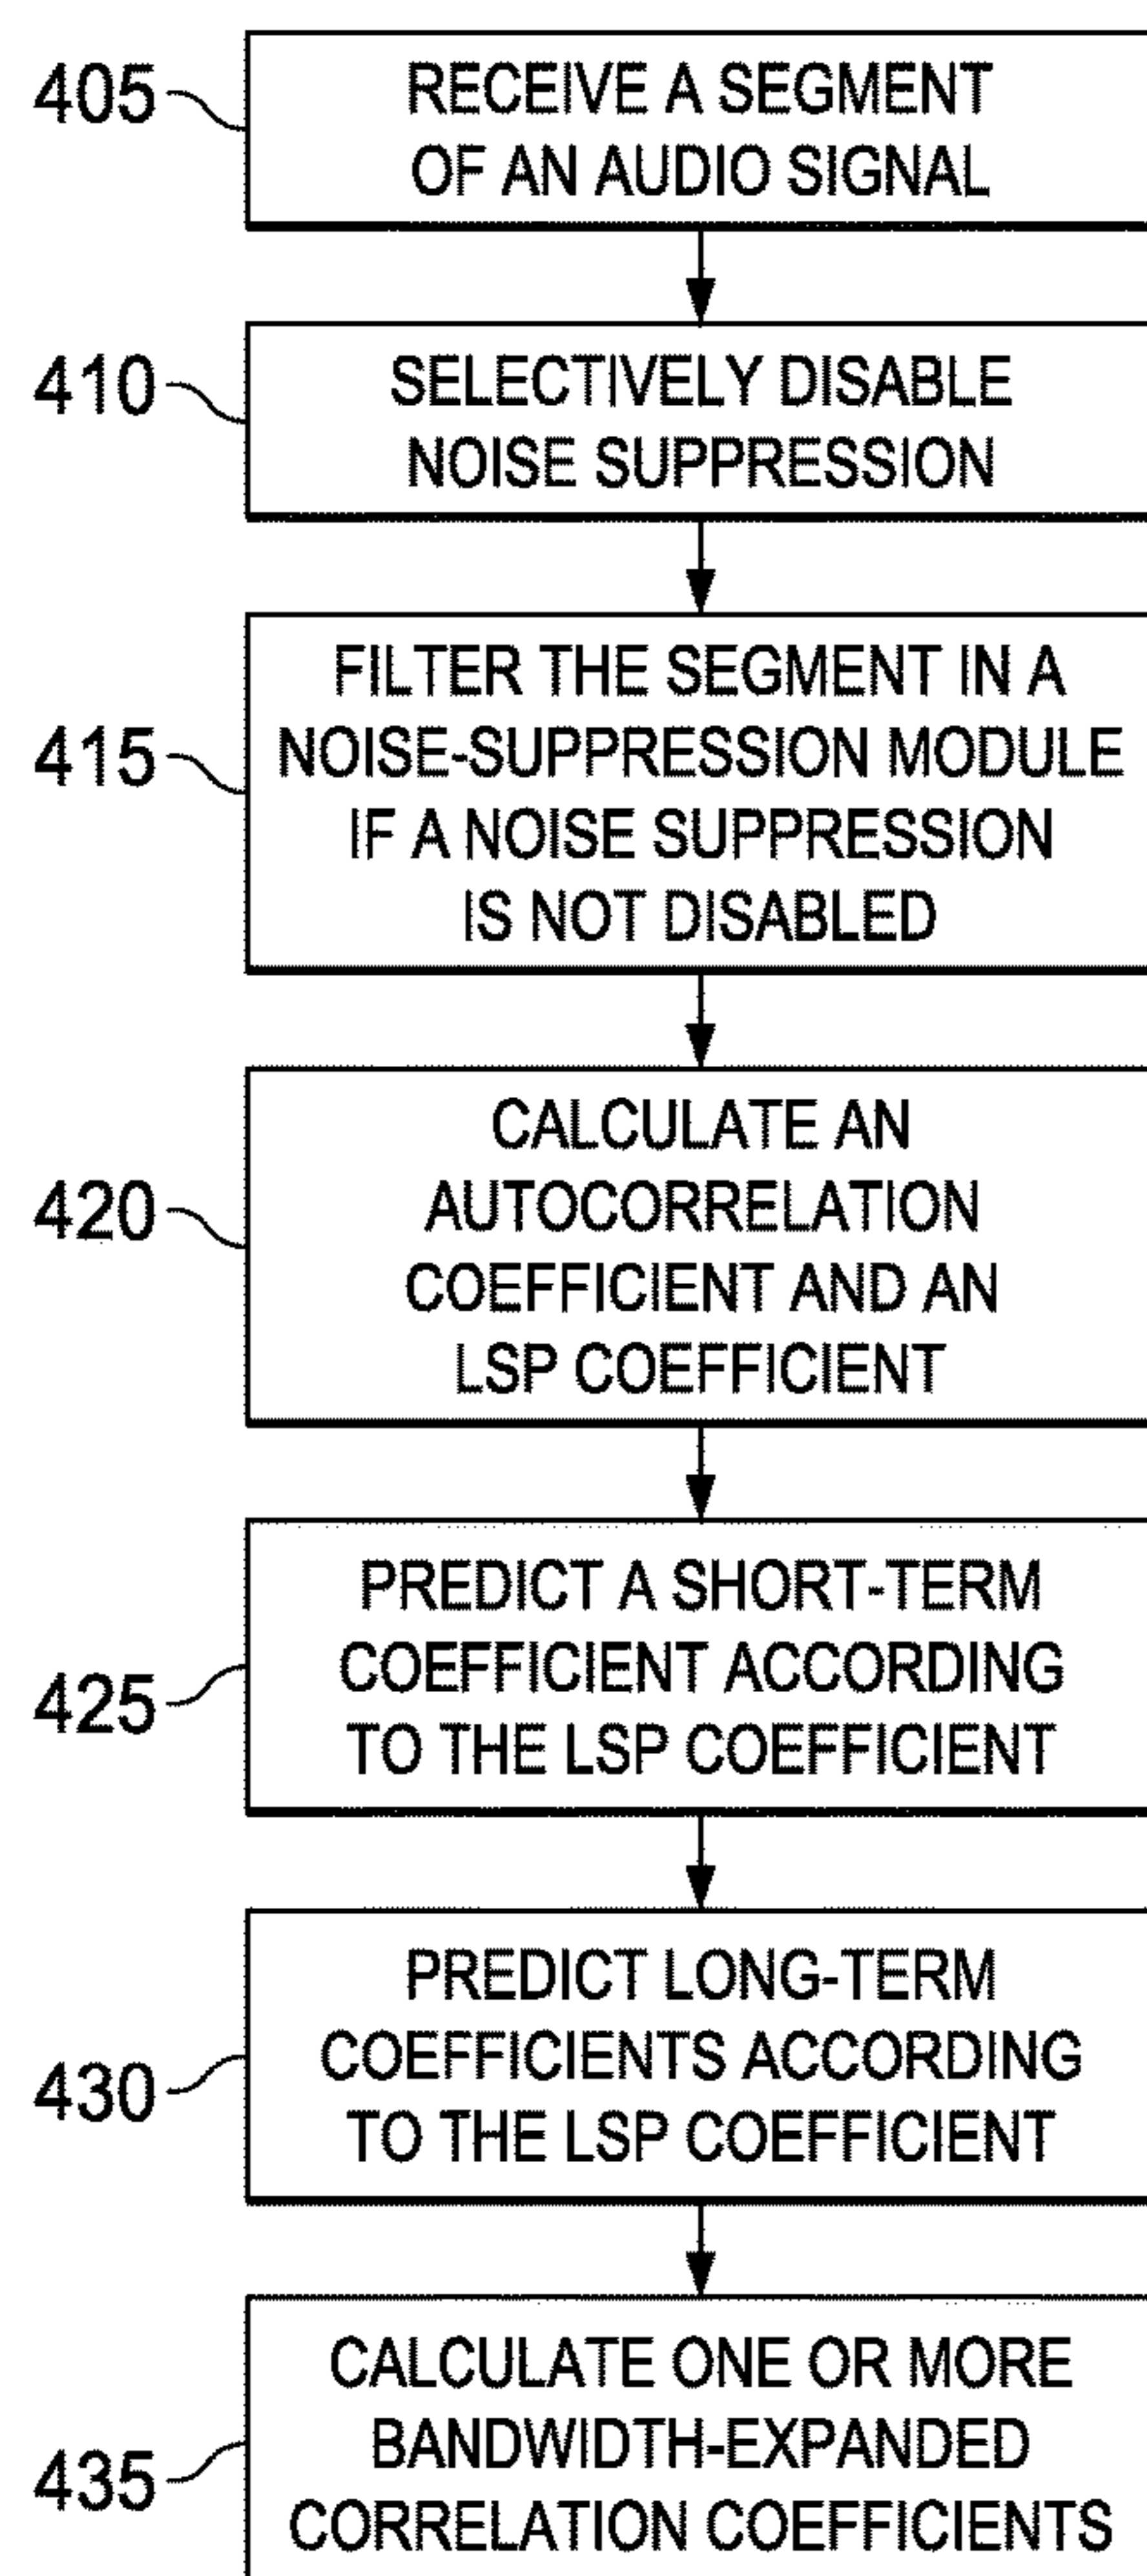 405
RECEIVE A SEGMENT
OF AN AUDIO SIGNAL
410
SELECTIVELY DISABLE
NOISE SUPPRESSION
415
FILTER THE SEGMENT IN A
NOISE-SUPPRESSION MODULE
IF A NOISE SUPPRESSION
IS NOT DISABLED
420
CALCULATE AN
AUTOCORRELATION
COEFFICIENT AND AN
LSP COEFFICIENT
425
PREDICT A SHORT-TERM
COEFFICIENT ACCORDING
TO THE LSP COEFFICIENT
430
PREDICT LONG-TERM
COEFFICIENTS ACCORDING
TO THE LSP COEFFICIENT
435
CALCULATE ONE OR MORE
BANDWIDTH-EXPANDED
CORRELATION COEFFICIENTS